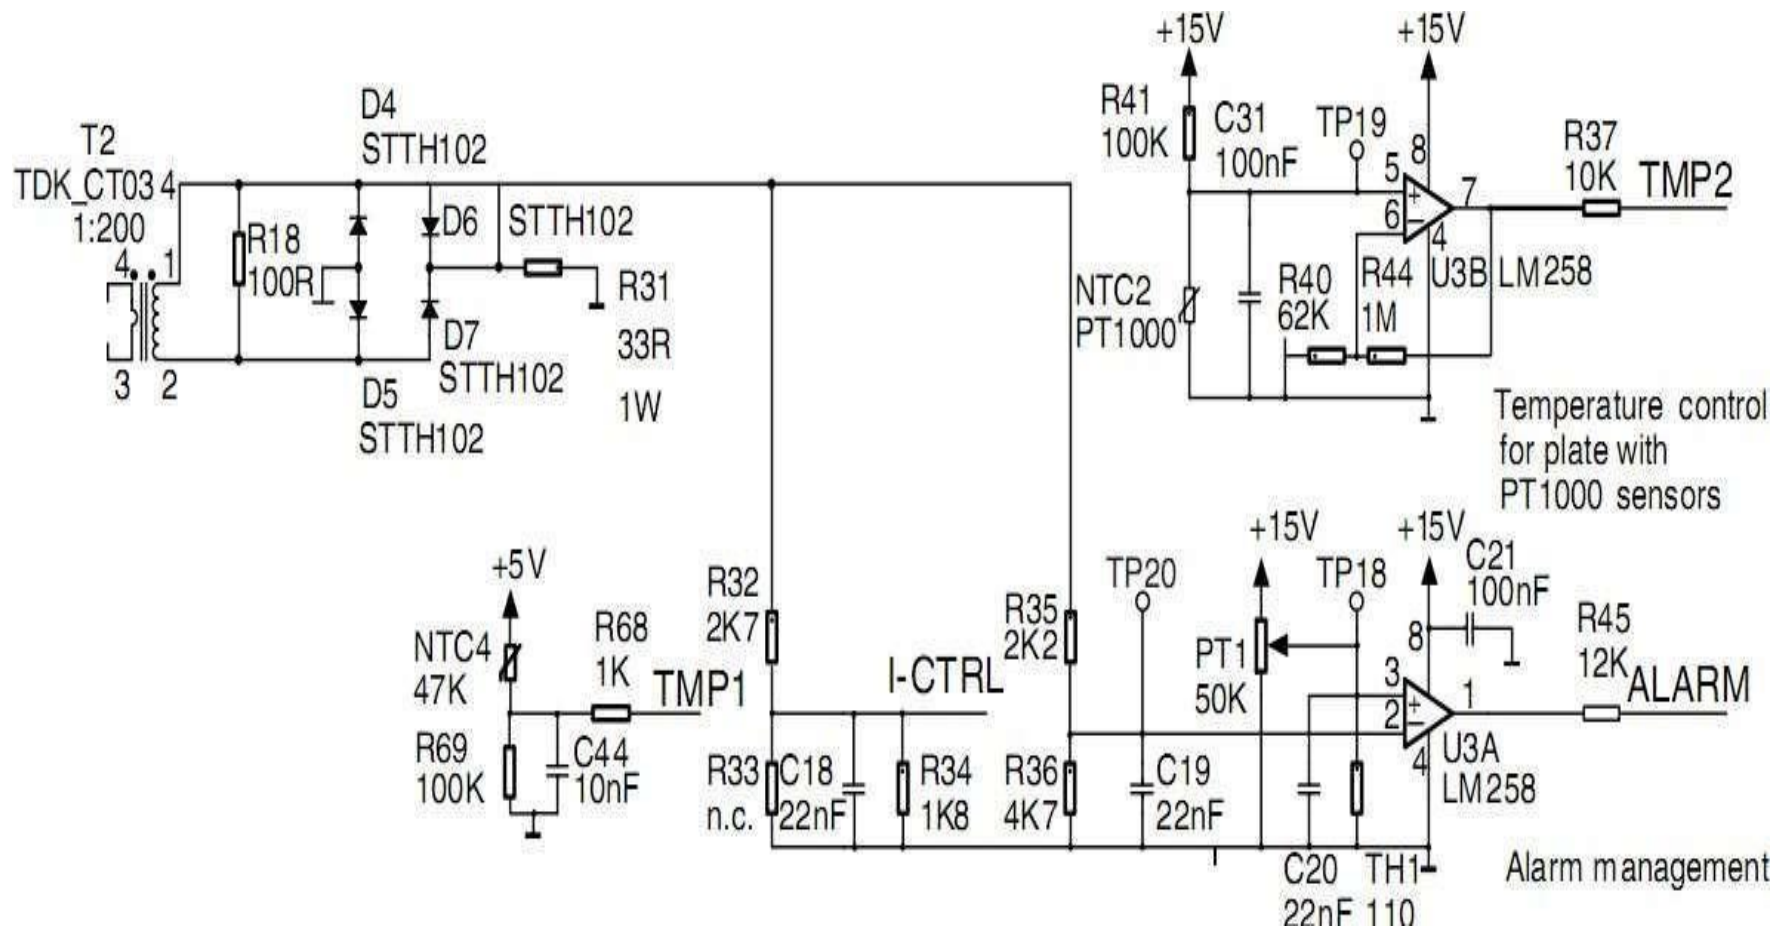 T2
TDK_CT03 4
1:200
4 1
3 2
R18
100R
D4
STTH102
D6
STTH102
D7
STTH102
D5
STTH102
R31
33R
1W
+15V
+15V
R41
100K
C31
100nF
TP19
5
6
8
7
4
R37
10K
TMP2
NTC2
PT1000
R40
62K
R44
1M
U3B LM258
Temperature control
for plate with
PT1000 sensors
+5V
NTC4
47K
R68
1K
TMP1
R69
100K
C44
10nF
R32
2K7
I-CTRL
R33
n.c.
C18
22nF
R34
1K8
R35
2K2
R36
4K7
TP20
C19
22nF
+15V
PT1
50K
TP18
+15V
C21
100nF
8
3
2
1
4
R45
12K
ALARM
U3A
LM258
C20
22nF
TH1
110
Alarm management